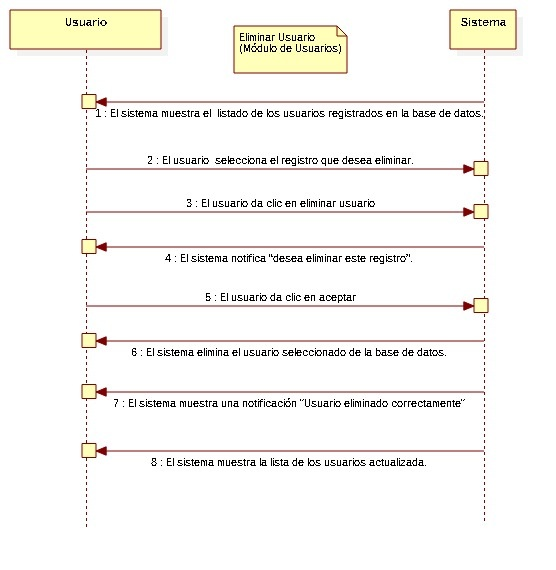 Usuario
Eliminar Usuario
(Módulo de Usuarios)
Sistema
1 : El sistema muestra el listado de los usuarios registrados en la base de datos.
2 : El usuario selecciona el registro que desea eliminar.
3 : El usuario da clic en eliminar usuario
4 : El sistema notifica "desea eliminar este registro".
5 : El usuario da clic en aceptar
6 : El sistema elimina el usuario seleccionado de la base de datos.
7 : El sistema muestra una notificación "Usuario eliminado correctamente"
8 : El sistema muestra la lista de los usuarios actualizada.